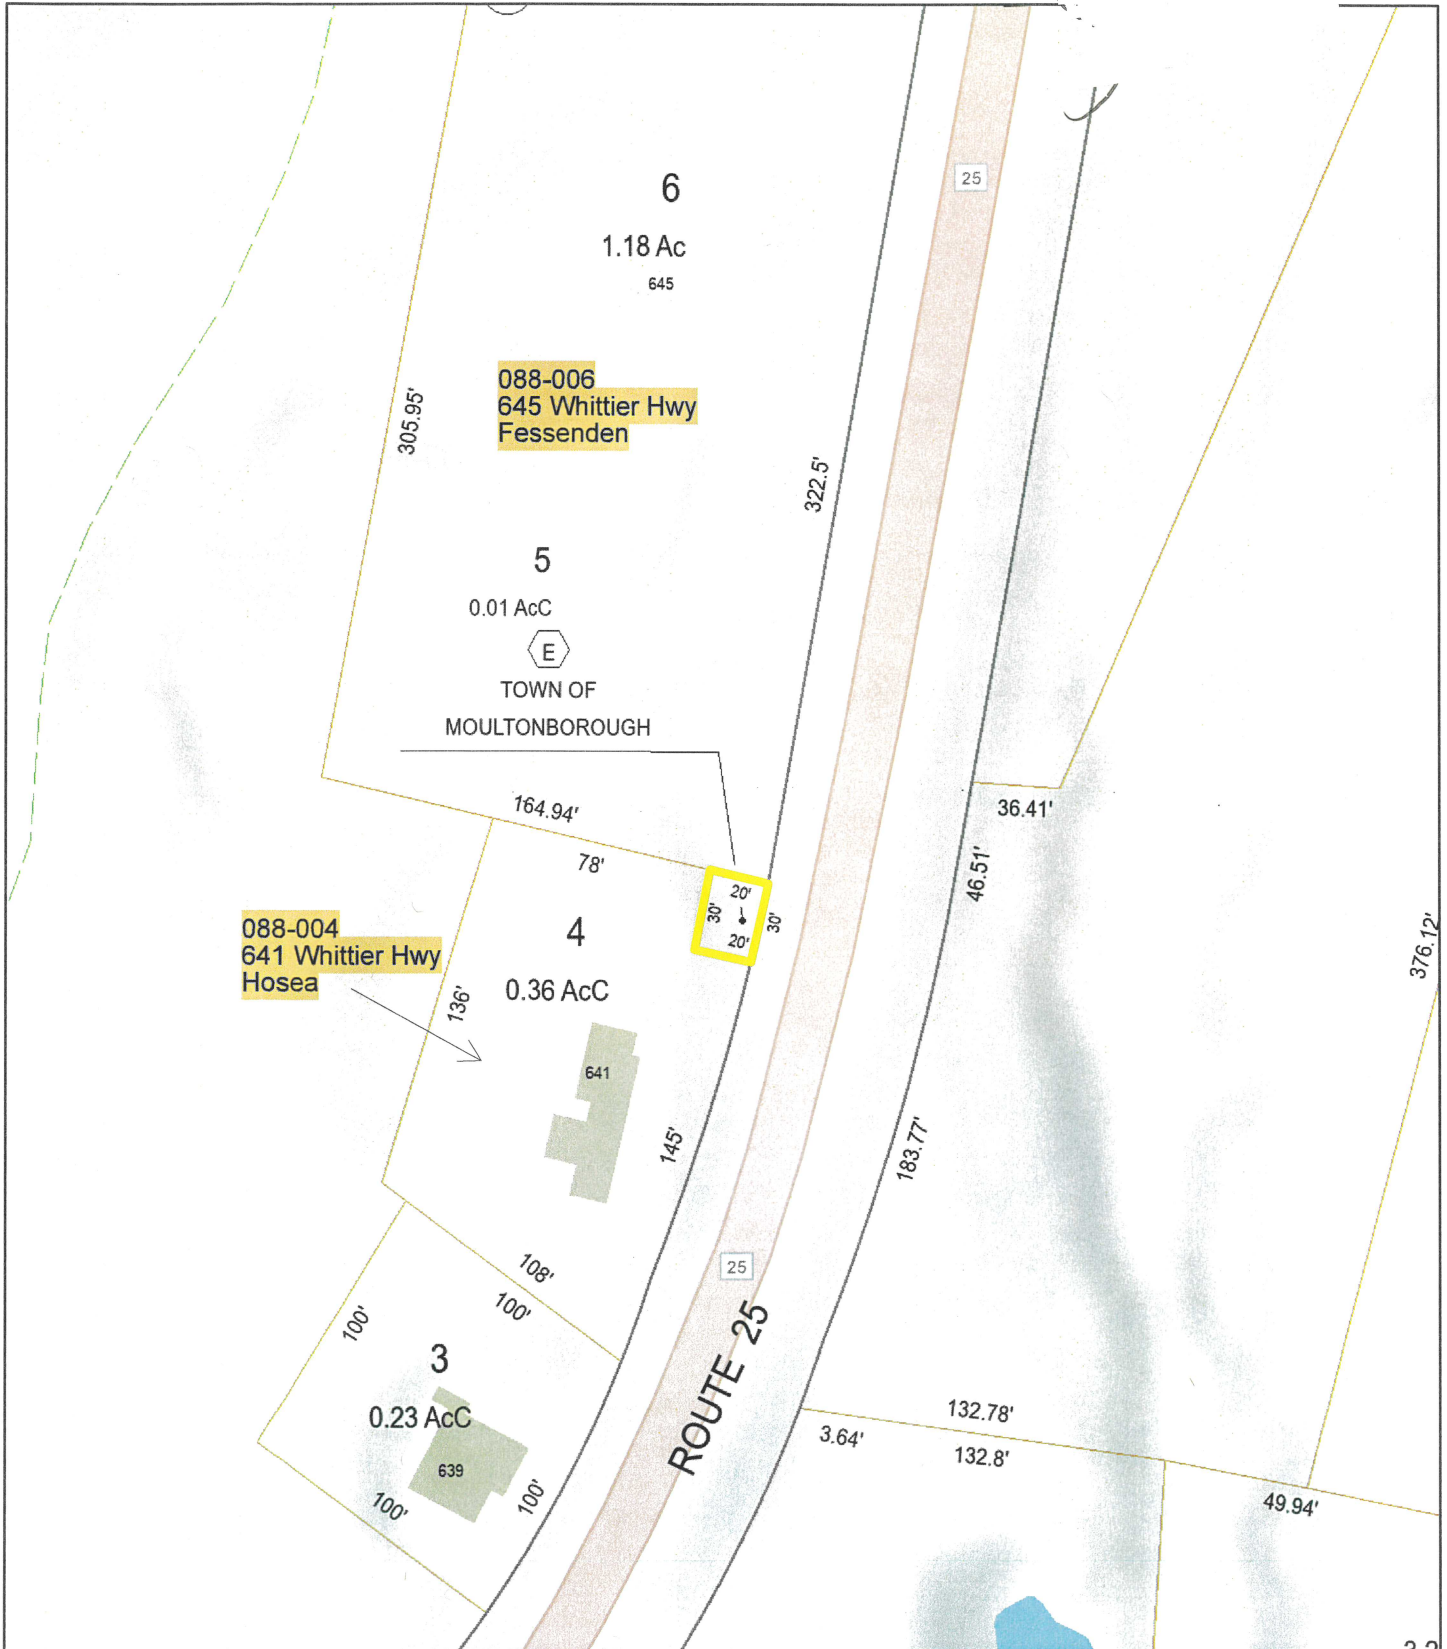 25
6
1.18 Ac
645
088-006
645 Whittier Hwy
Fessenden
305.95'
322.5'
5
0.01 AcC
E
TOWN OF
MOULTONBOROUGH
164.94'
78'
36.41'
46.51'
20'
30'
30'
20'
088-004
641 Whittier Hwy
Hosea
4
0.36 AcC
136'
376.12'
641
145'
183.77'
108'
100'
25
ROUTE 25
100'
3
0.23 AcC
639
100'
100'
132.78'
3.64'
132.8'
49.94'